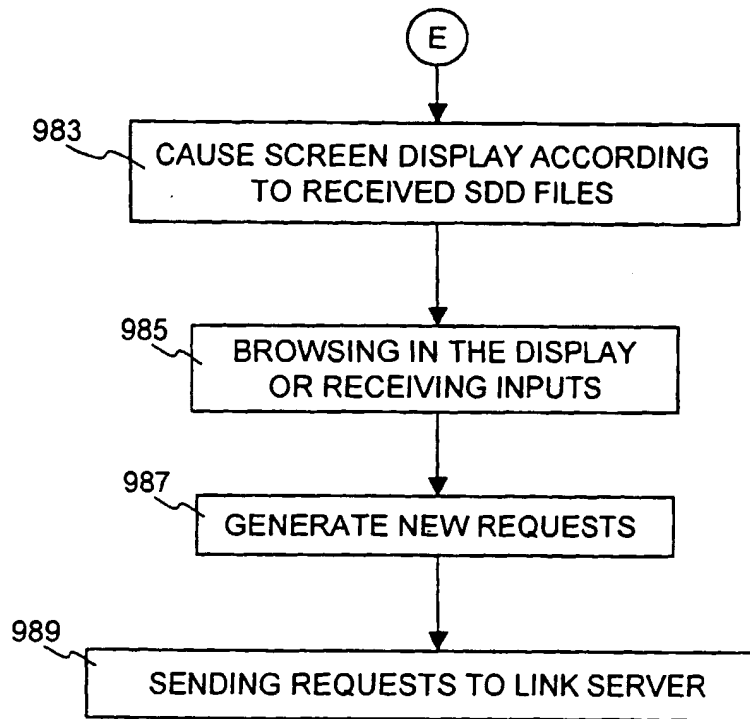 E
983
CAUSE SCREEN DISPLAY ACCORDING
TO RECEIVED SDD FILES
985
BROWSING IN THE DISPLAY
OR RECEIVING INPUTS
987
GENERATE NEW REQUESTS
989
SENDING REQUESTS TO LINK SERVER